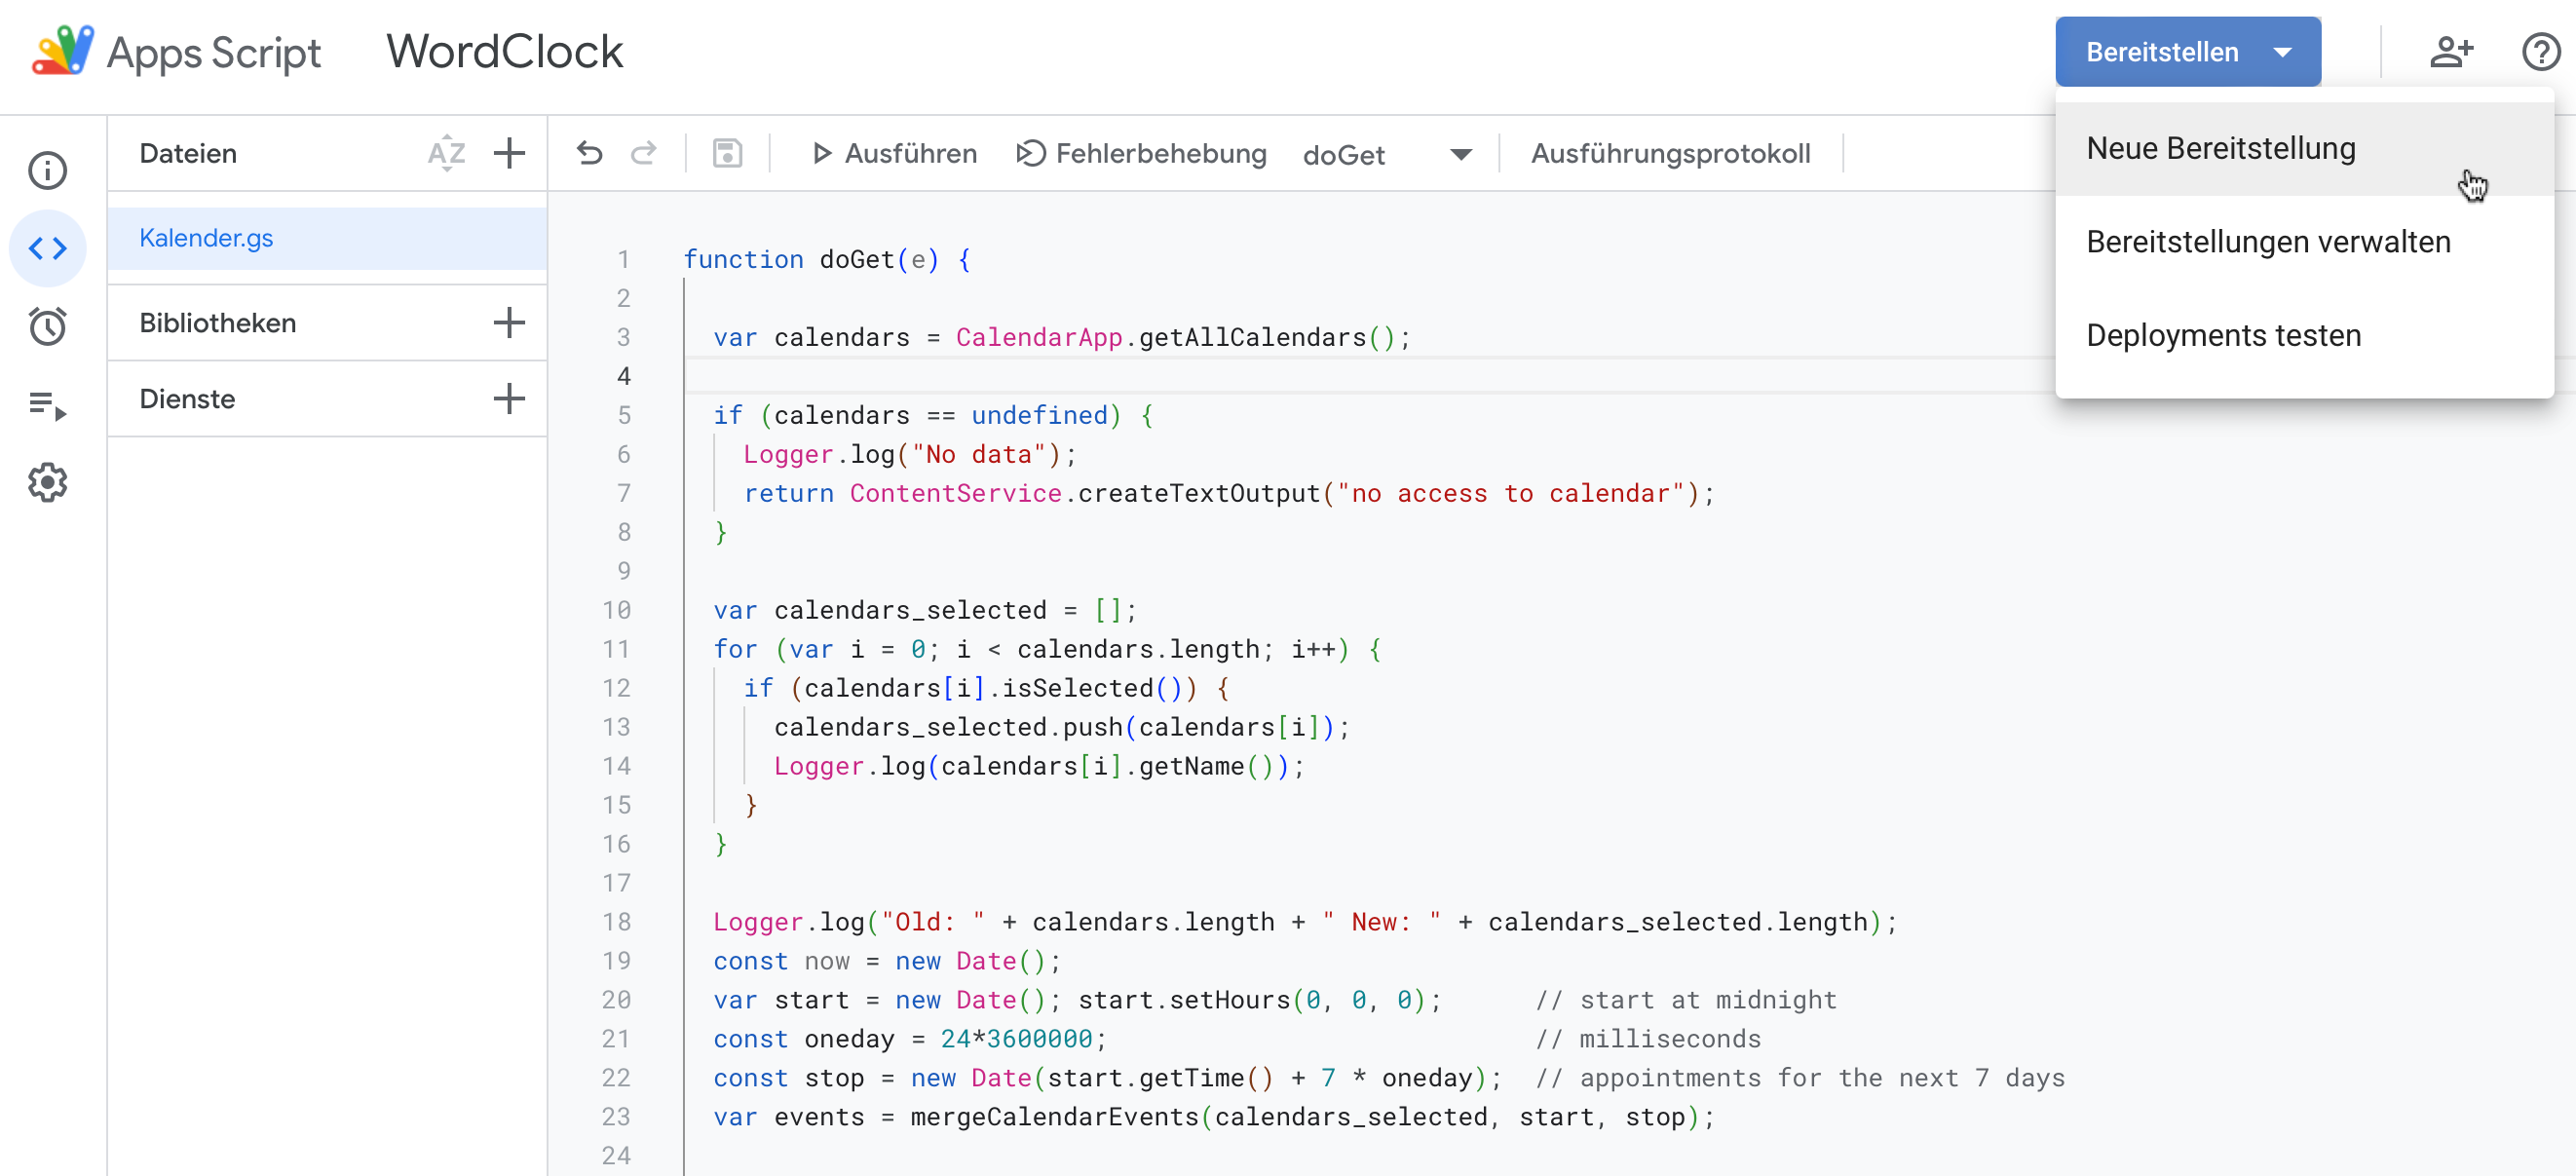 Apps Script WordClock Bereitstellen
Neue Bereitstellung
Bereitstellungen verwalten
Deployments testen
Dateien AZ
Kalender.gs
Bibliotheken
Dienste
Ausführen Fehlerbehebung doGet Ausführungsprotokoll
1 function doGet(e) {
2
3 var calendars = CalendarApp.getAllCalendars();
4
5 if (calendars == undefined) {
6 Logger.log("No data");
7 return ContentService.createTextOutput("no access to calendar");
8 }
9
10 var calendars_selected = [];
11 for (var i = 0; i < calendars.length; i++) {
12 if (calendars[i].isSelected()) {
13 calendars_selected.push(calendars[i]);
14 Logger.log(calendars[i].getName());
15 }
16 }
17
18 Logger.log("Old: " + calendars.length + " New: " + calendars_selected.length);
19 const now = new Date();
20 var start = new Date(); start.setHours(0, 0, 0); // start at midnight
21 const oneday = 24*3600000; // milliseconds
22 const stop = new Date(start.getTime() + 7 * oneday); // appointments for the next 7 days
23 var events = mergeCalendarEvents(calendars_selected, start, stop);
24